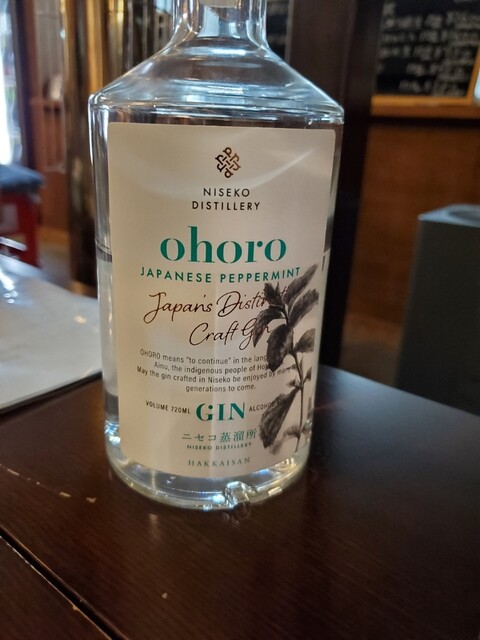 NISEKO
DISTILLERY
ohoro
JAPANESE PEPPERMINT
Japan's
Craft
OHORO means "to continue" in the
Ainu, the indigenous people of
May the gin crafted in Niseko be enjoyed by
generations to come.
VOLUME 720ML GIN
ニセコ蒸溜所
NISEKO DISTILLERY
HAKKAISAN